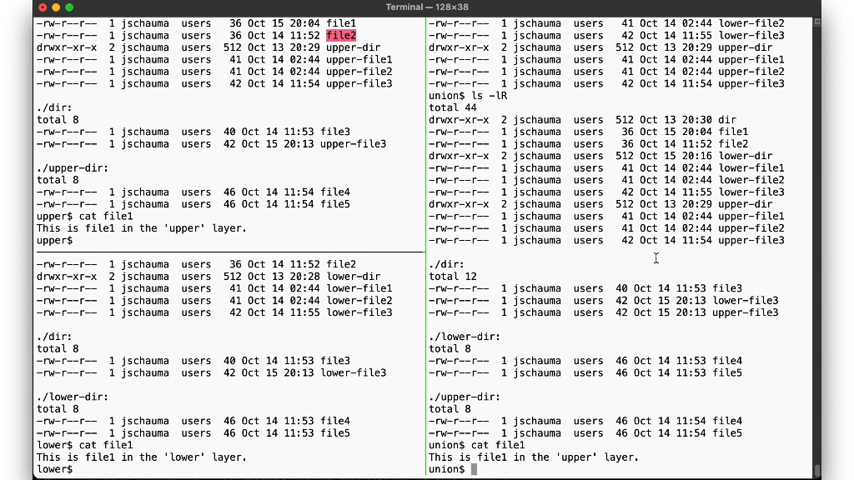 Terminal — 128×38
-rw-r--r--  1 jschauma  users   36 Oct 15 20:04 file1
-rw-r--r--  1 jschauma  users   36 Oct 14 11:52 file2
drwxr-xr-x  2 jschauma  users  512 Oct 13 20:29 upper-dir
-rw-r--r--  1 jschauma  users   41 Oct 14 02:44 upper-file1
-rw-r--r--  1 jschauma  users   41 Oct 14 02:44 upper-file2
-rw-r--r--  1 jschauma  users   42 Oct 14 11:54 upper-file3
./dir:
total 8
-rw-r--r--  1 jschauma  users  40 Oct 14 11:53 file3
-rw-r--r--  1 jschauma  users  42 Oct 15 20:13 upper-file3
./upper-dir:
total 8
-rw-r--r--  1 jschauma  users  46 Oct 14 11:54 file4
-rw-r--r--  1 jschauma  users  46 Oct 14 11:54 file5
upper$ cat file1
This is file1 in the 'upper' layer.
upper$
-rw-r--r--  1 jschauma  users   36 Oct 14 11:52 file2
drwxr-xr-x  2 jschauma  users  512 Oct 13 20:28 lower-dir
-rw-r--r--  1 jschauma  users   41 Oct 14 02:44 lower-file1
-rw-r--r--  1 jschauma  users   41 Oct 14 02:44 lower-file2
-rw-r--r--  1 jschauma  users   42 Oct 14 11:55 lower-file3
./dir:
total 8
-rw-r--r--  1 jschauma  users  40 Oct 14 11:53 file3
-rw-r--r--  1 jschauma  users  42 Oct 15 20:13 lower-file3
./lower-dir:
total 8
-rw-r--r--  1 jschauma  users  46 Oct 14 11:53 file4
-rw-r--r--  1 jschauma  users  46 Oct 14 11:53 file5
lower$ cat file1
This is file1 in the 'lower' layer.
lower$
-rw-r--r--  1 jschauma  users   41 Oct 14 02:44 lower-file2
-rw-r--r--  1 jschauma  users   42 Oct 14 11:55 lower-file3
drwxr-xr-x  2 jschauma  users  512 Oct 13 20:29 upper-dir
-rw-r--r--  1 jschauma  users   41 Oct 14 02:44 upper-file1
-rw-r--r--  1 jschauma  users   41 Oct 14 02:44 upper-file2
-rw-r--r--  1 jschauma  users   42 Oct 14 11:54 upper-file3
union$ ls -lR
total 44
drwxr-xr-x  2 jschauma  users  512 Oct 13 20:30 dir
-rw-r--r--  1 jschauma  users   36 Oct 15 20:04 file1
-rw-r--r--  1 jschauma  users   36 Oct 14 11:52 file2
drwxr-xr-x  2 jschauma  users  512 Oct 15 20:16 lower-dir
-rw-r--r--  1 jschauma  users   41 Oct 14 02:44 lower-file1
-rw-r--r--  1 jschauma  users   41 Oct 14 02:44 lower-file2
-rw-r--r--  1 jschauma  users   42 Oct 14 11:55 lower-file3
drwxr-xr-x  2 jschauma  users  512 Oct 13 20:29 upper-dir
-rw-r--r--  1 jschauma  users   41 Oct 14 02:44 upper-file1
-rw-r--r--  1 jschauma  users   41 Oct 14 02:44 upper-file2
-rw-r--r--  1 jschauma  users   42 Oct 14 11:54 upper-file3
./dir:
total 12
-rw-r--r--  1 jschauma  users  40 Oct 14 11:53 file3
-rw-r--r--  1 jschauma  users  42 Oct 15 20:13 lower-file3
-rw-r--r--  1 jschauma  users  42 Oct 15 20:13 upper-file3
./lower-dir:
total 8
-rw-r--r--  1 jschauma  users  46 Oct 14 11:53 file4
-rw-r--r--  1 jschauma  users  46 Oct 14 11:53 file5
./upper-dir:
total 8
-rw-r--r--  1 jschauma  users  46 Oct 14 11:54 file4
-rw-r--r--  1 jschauma  users  46 Oct 14 11:54 file5
union$ cat file1
This is file1 in the 'upper' layer.
union$